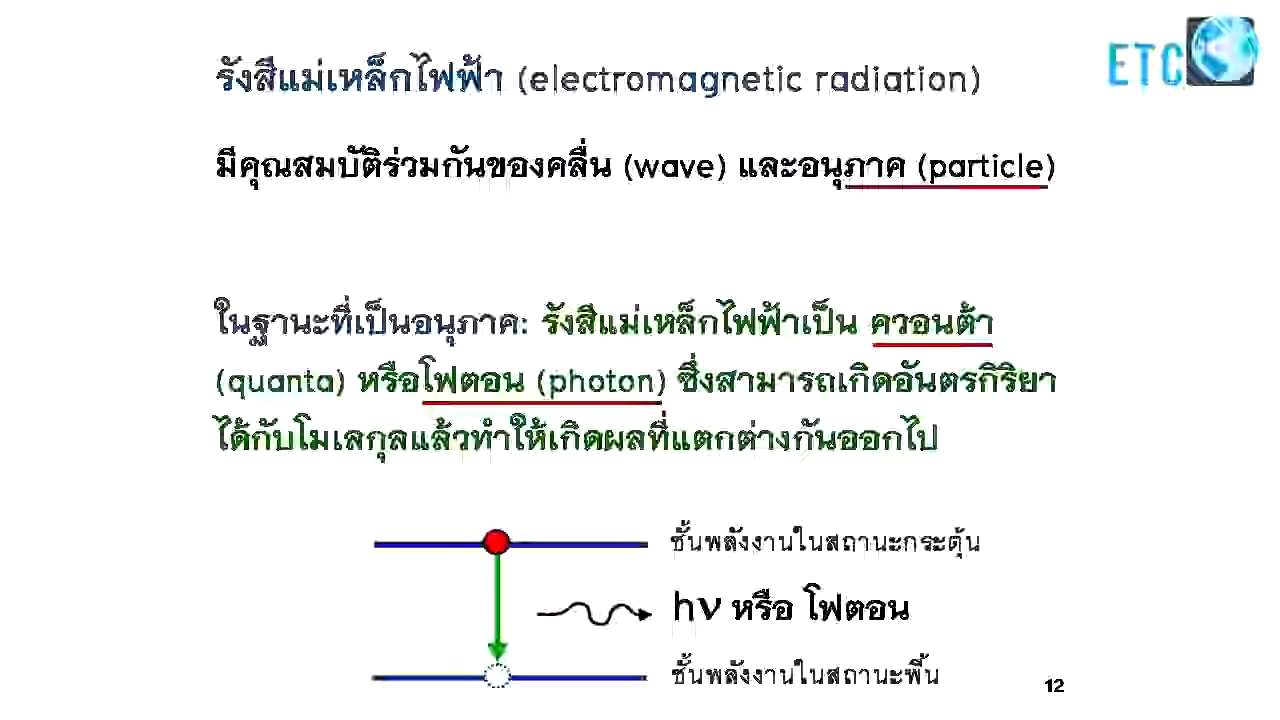 ETC
รังสีแม่เหล็กไฟฟ้า (electromagnetic radiation)
มีคุณสมบัติร่วมกันของคลื่น (wave) และอนุภาค (particle)
ในฐานะที่เป็นอนุภาค: รังสีแม่เหล็กไฟฟ้าเป็น ควอนต้า
(quanta) หรือโฟตอน (photon) ซึ่งสามารถเกิดอันตรกิริยา
ได้กับโมเลกุลแล้วทำให้เกิดผลที่แตกต่างกันออกไป
ชั้นพลังงานในสถานะกระตุ้น
hν หรือ โฟตอน
ชั้นพลังงานในสถานะพื้น
12